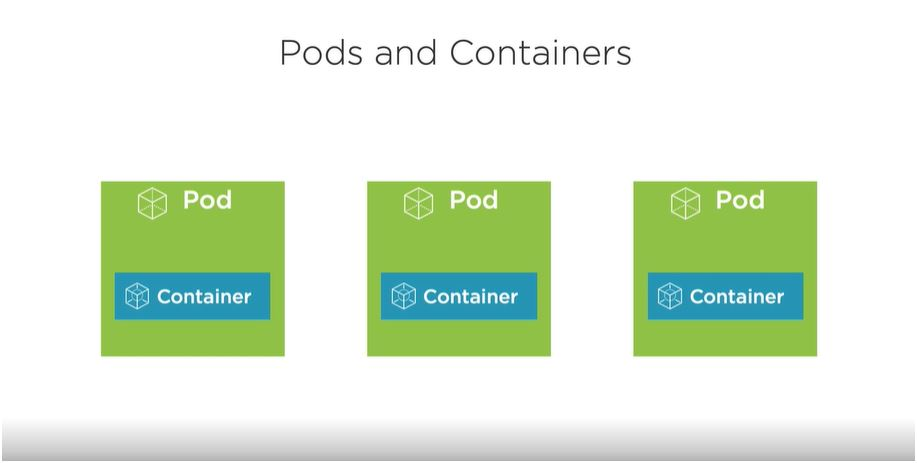 Pods and Containers
Pod
Pod
Pod
Container
Container
Container